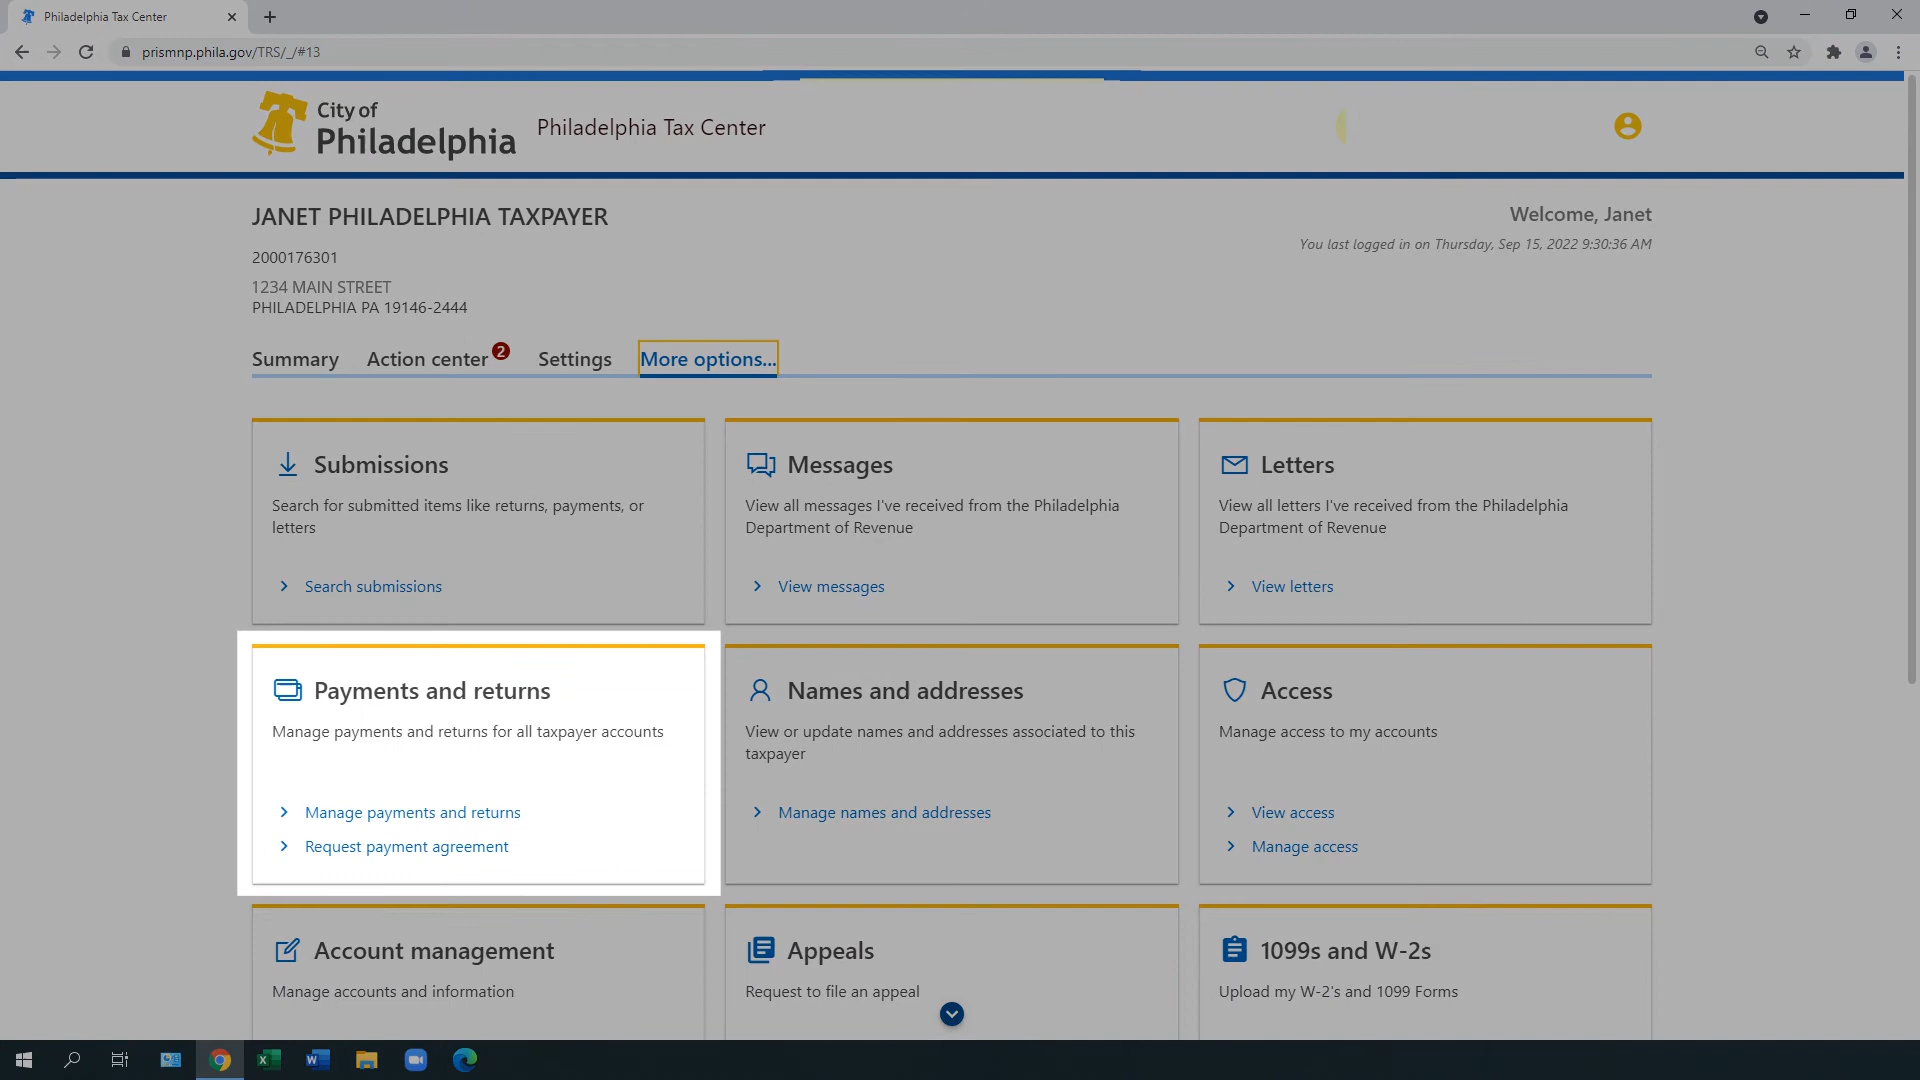 Philadelphia Tax Center
prismnp.phila.gov/TRS/_/#13
City of
Philadelphia
Philadelphia Tax Center
JANET PHILADELPHIA TAXPAYER
Welcome, Janet
You last logged in on Thursday, Sep 15, 2022 9:30:36 AM
2000176301
1234 MAIN STREET
PHILADELPHIA PA 19146-2444
Summary
Action center 2
Settings
More options...
Submissions
Search for submitted items like returns, payments, or
letters
Search submissions
Messages
View all messages I've received from the Philadelphia
Department of Revenue
View messages
Letters
View all letters I've received from the Philadelphia
Department of Revenue
View letters
Payments and returns
Manage payments and returns for all taxpayer accounts
Manage payments and returns
Request payment agreement
Names and addresses
View or update names and addresses associated to this
taxpayer
Manage names and addresses
Access
Manage access to my accounts
View access
Manage access
Account management
Manage accounts and information
Appeals
Request to file an appeal
1099s and W-2s
Upload my W-2's and 1099 Forms